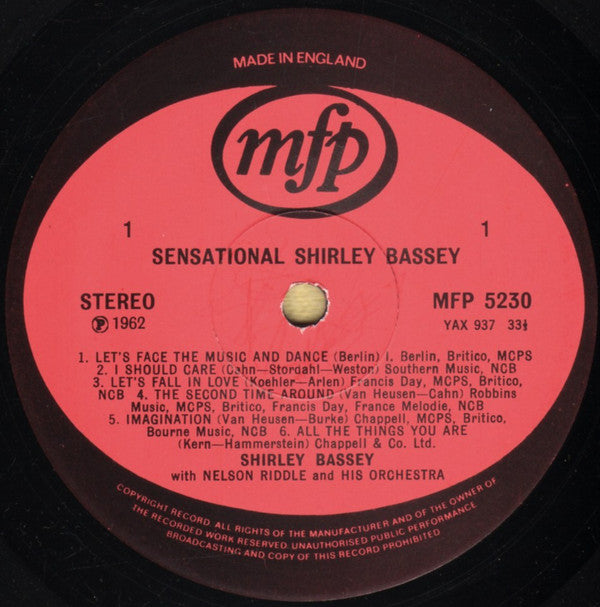 MADE IN ENGLAND
mfp
1 1
SENSATIONAL SHIRLEY BASSEY
STEREO MFP 5230
Ⓟ 1962 YAX 937 33⅓
1. LET'S FACE THE MUSIC AND DANCE (Berlin) I. Berlin, Britico, MCPS
2. I SHOULD CARE (Cahn—Stordahl—Weston) Southern Music, NCB
3. LET'S FALL IN LOVE (Koehler—Arlen) Francis Day, MCPS, Britico,
NCB 4. THE SECOND TIME AROUND (Van Heusen—Cahn) Robbins
Music, MCPS, Britico, Francis Day, France Melodie, NCB
5. IMAGINATION (Van Heusen—Burke) Chappell, MCPS, Britico,
Bourne Music, NCB 6. ALL THE THINGS YOU ARE
(Kern—Hammerstein) Chappell & Co. Ltd.
SHIRLEY BASSEY
with NELSON RIDDLE and HIS ORCHESTRA
COPYRIGHT RECORD. ALL RIGHTS OF THE MANUFACTURER AND OF THE OWNER OF
THE RECORDED WORK RESERVED. UNAUTHORISED PUBLIC PERFORMANCE
BROADCASTING AND COPY OF THIS RECORD PROHIBITED